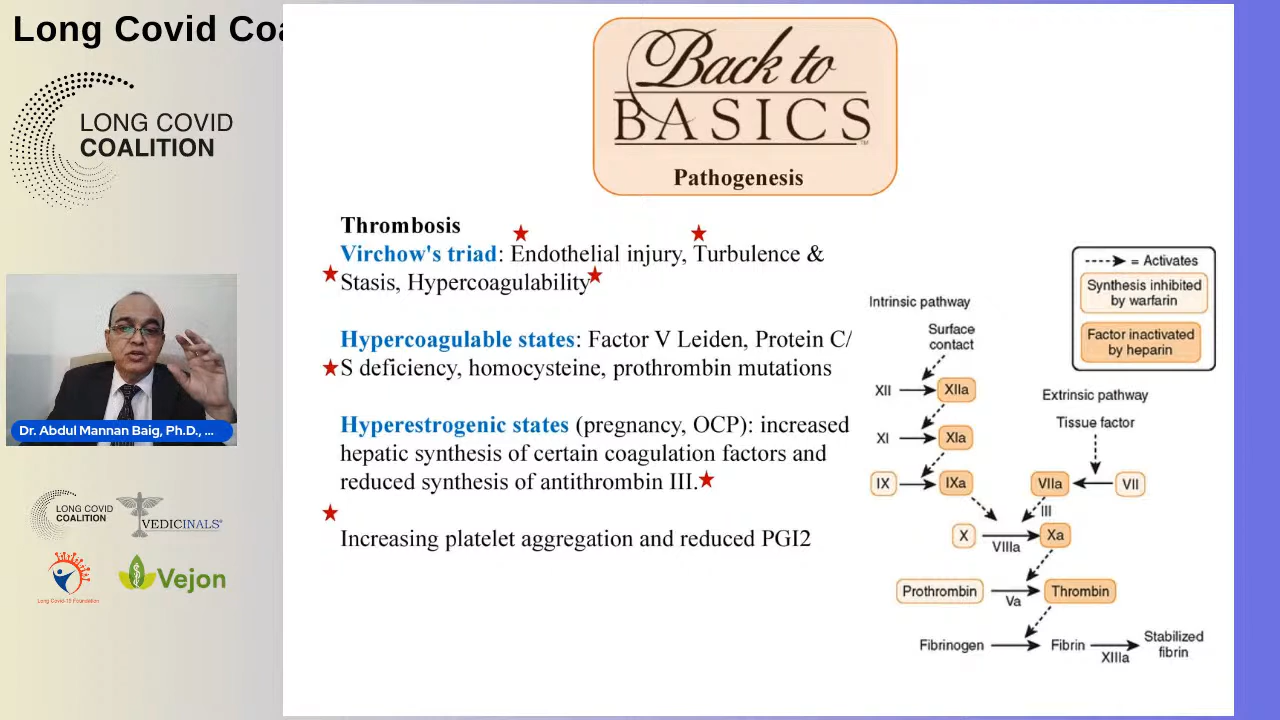 Long Covid Coa
LONG COVID
COALITION
Back to
BASICS
TM
Pathogenesis
Thrombosis
Virchow's triad: Endothelial injury, Turbulence &
Stasis, Hypercoagulability
Hypercoagulable states: Factor V Leiden, Protein C/
S deficiency, homocysteine, prothrombin mutations
Hyperestrogenic states (pregnancy, OCP): increased
hepatic synthesis of certain coagulation factors and
reduced synthesis of antithrombin III.
Increasing platelet aggregation and reduced PGI2
= Activates
Synthesis inhibited
by warfarin
Factor inactivated
by heparin
Intrinsic pathway
Surface
contact
XII XIIa
XI XIa
IX IXa
Extrinsic pathway
Tissue factor
VIIa VII
III
X Xa
VIIIa
Prothrombin Thrombin
Va
Fibrinogen Fibrin Stabilized
fibrin
XIIIa
Dr. Abdul Mannan Baig, Ph.D., ...
LONG COVID
COALITION
VEDICINALS®
Long Covid-19 Foundation
Vejon